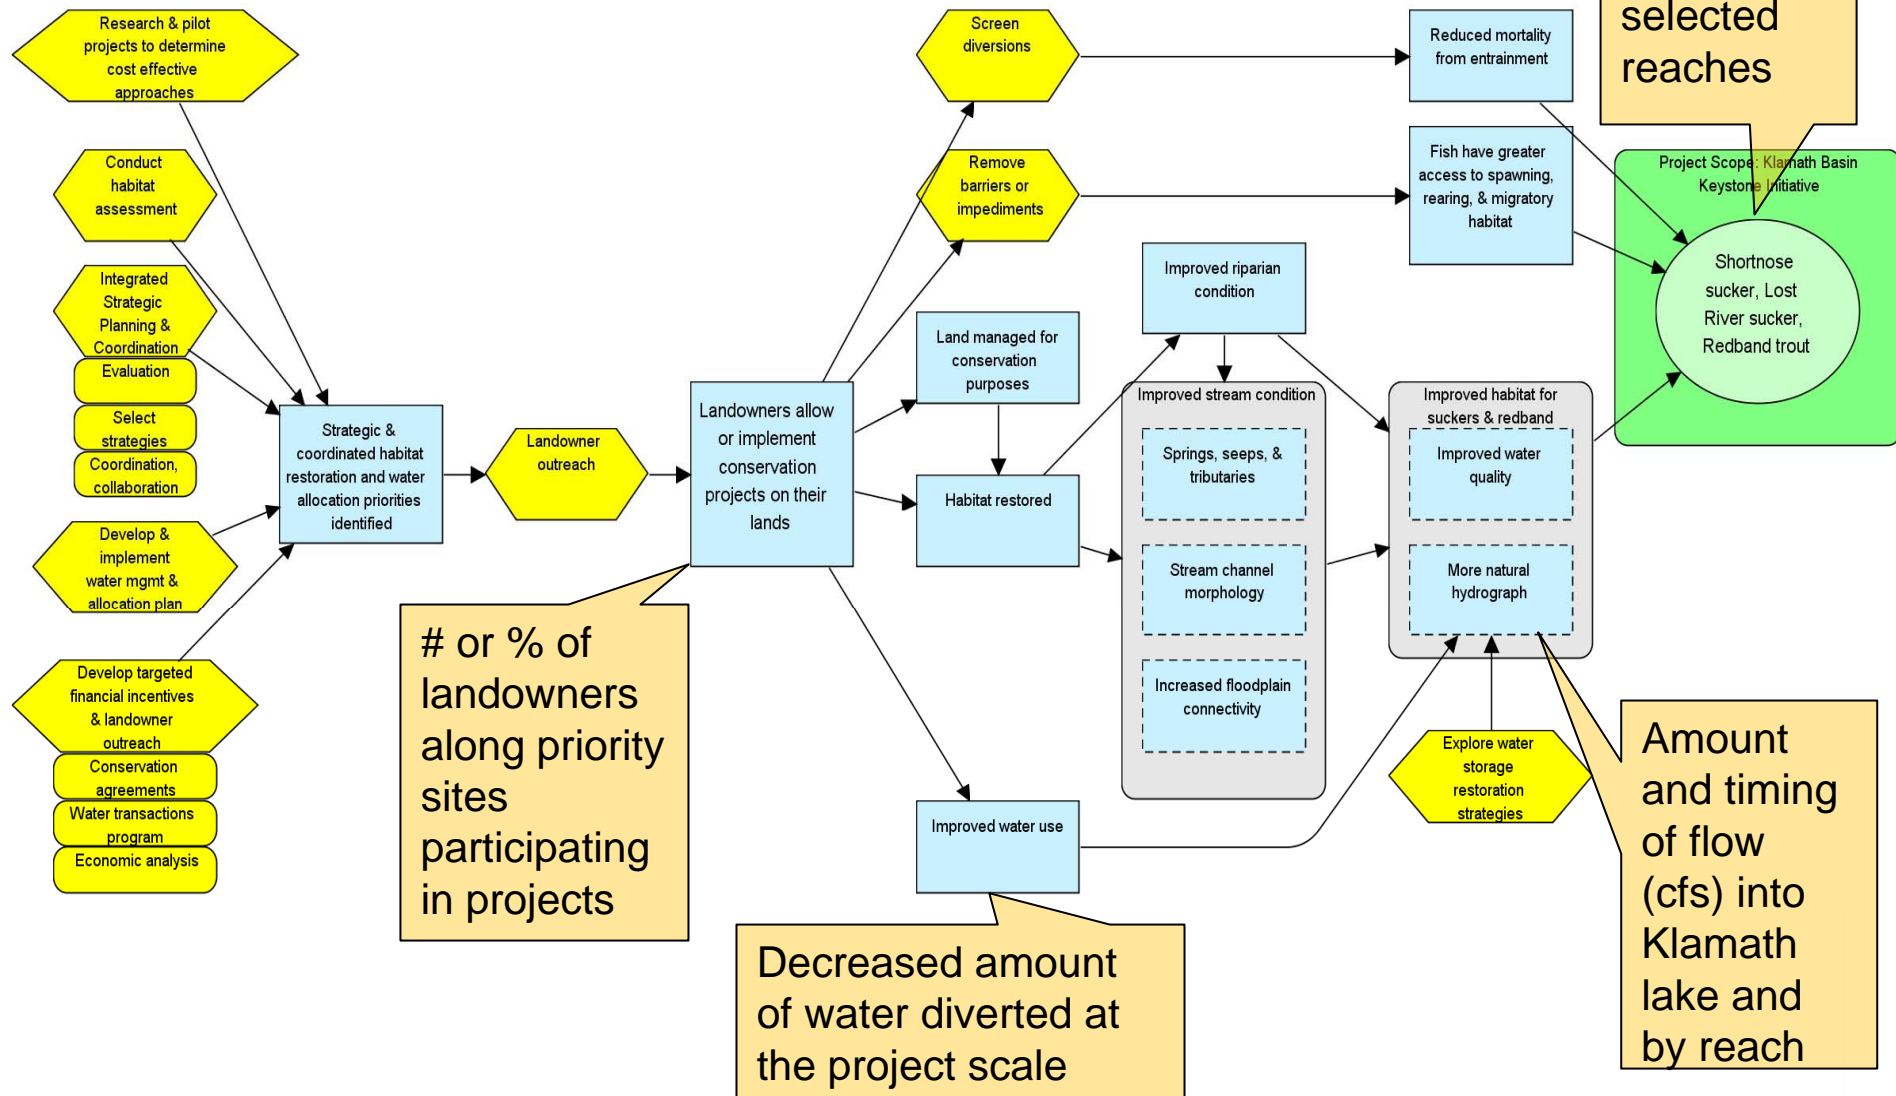 Research & pilot
projects to determine
cost effective
approaches
Conduct
habitat
assessment
Integrated
Strategic
Planning &
Coordination
Evaluation
Select
strategies
Coordination,
collaboration
Develop &
implement
water mgmt &
allocation plan
Develop targeted
financial incentives
& landowner
outreach
Conservation
agreements
Water transactions
program
Economic analysis
Strategic &
coordinated habitat
restoration and water
allocation priorities
identified
Landowner
outreach
# or % of
landowners
along priority
sites
participating
in projects
Landowners allow
or implement
conservation
projects on their
lands
Screen
diversions
Remove
barriers or
impediments
Land managed for
conservation
purposes
Habitat restored
Improved water use
Decreased amount
of water diverted at
the project scale
Improved riparian
condition
Improved stream condition
Springs, seeps, &
tributaries
Stream channel
morphology
Increased floodplain
connectivity
Reduced mortality
from entrainment
Fish have greater
access to spawning,
rearing, & migratory
habitat
Improved habitat for
suckers & redband
Improved water
quality
More natural
hydrograph
Explore water
storage
restoration
strategies
selected
reaches
Project Scope: Klamath Basin
Keystone Initiative
Shortnose
sucker, Lost
River sucker,
Redband trout
Amount
and timing
of flow
(cfs) into
Klamath
lake and
by reach